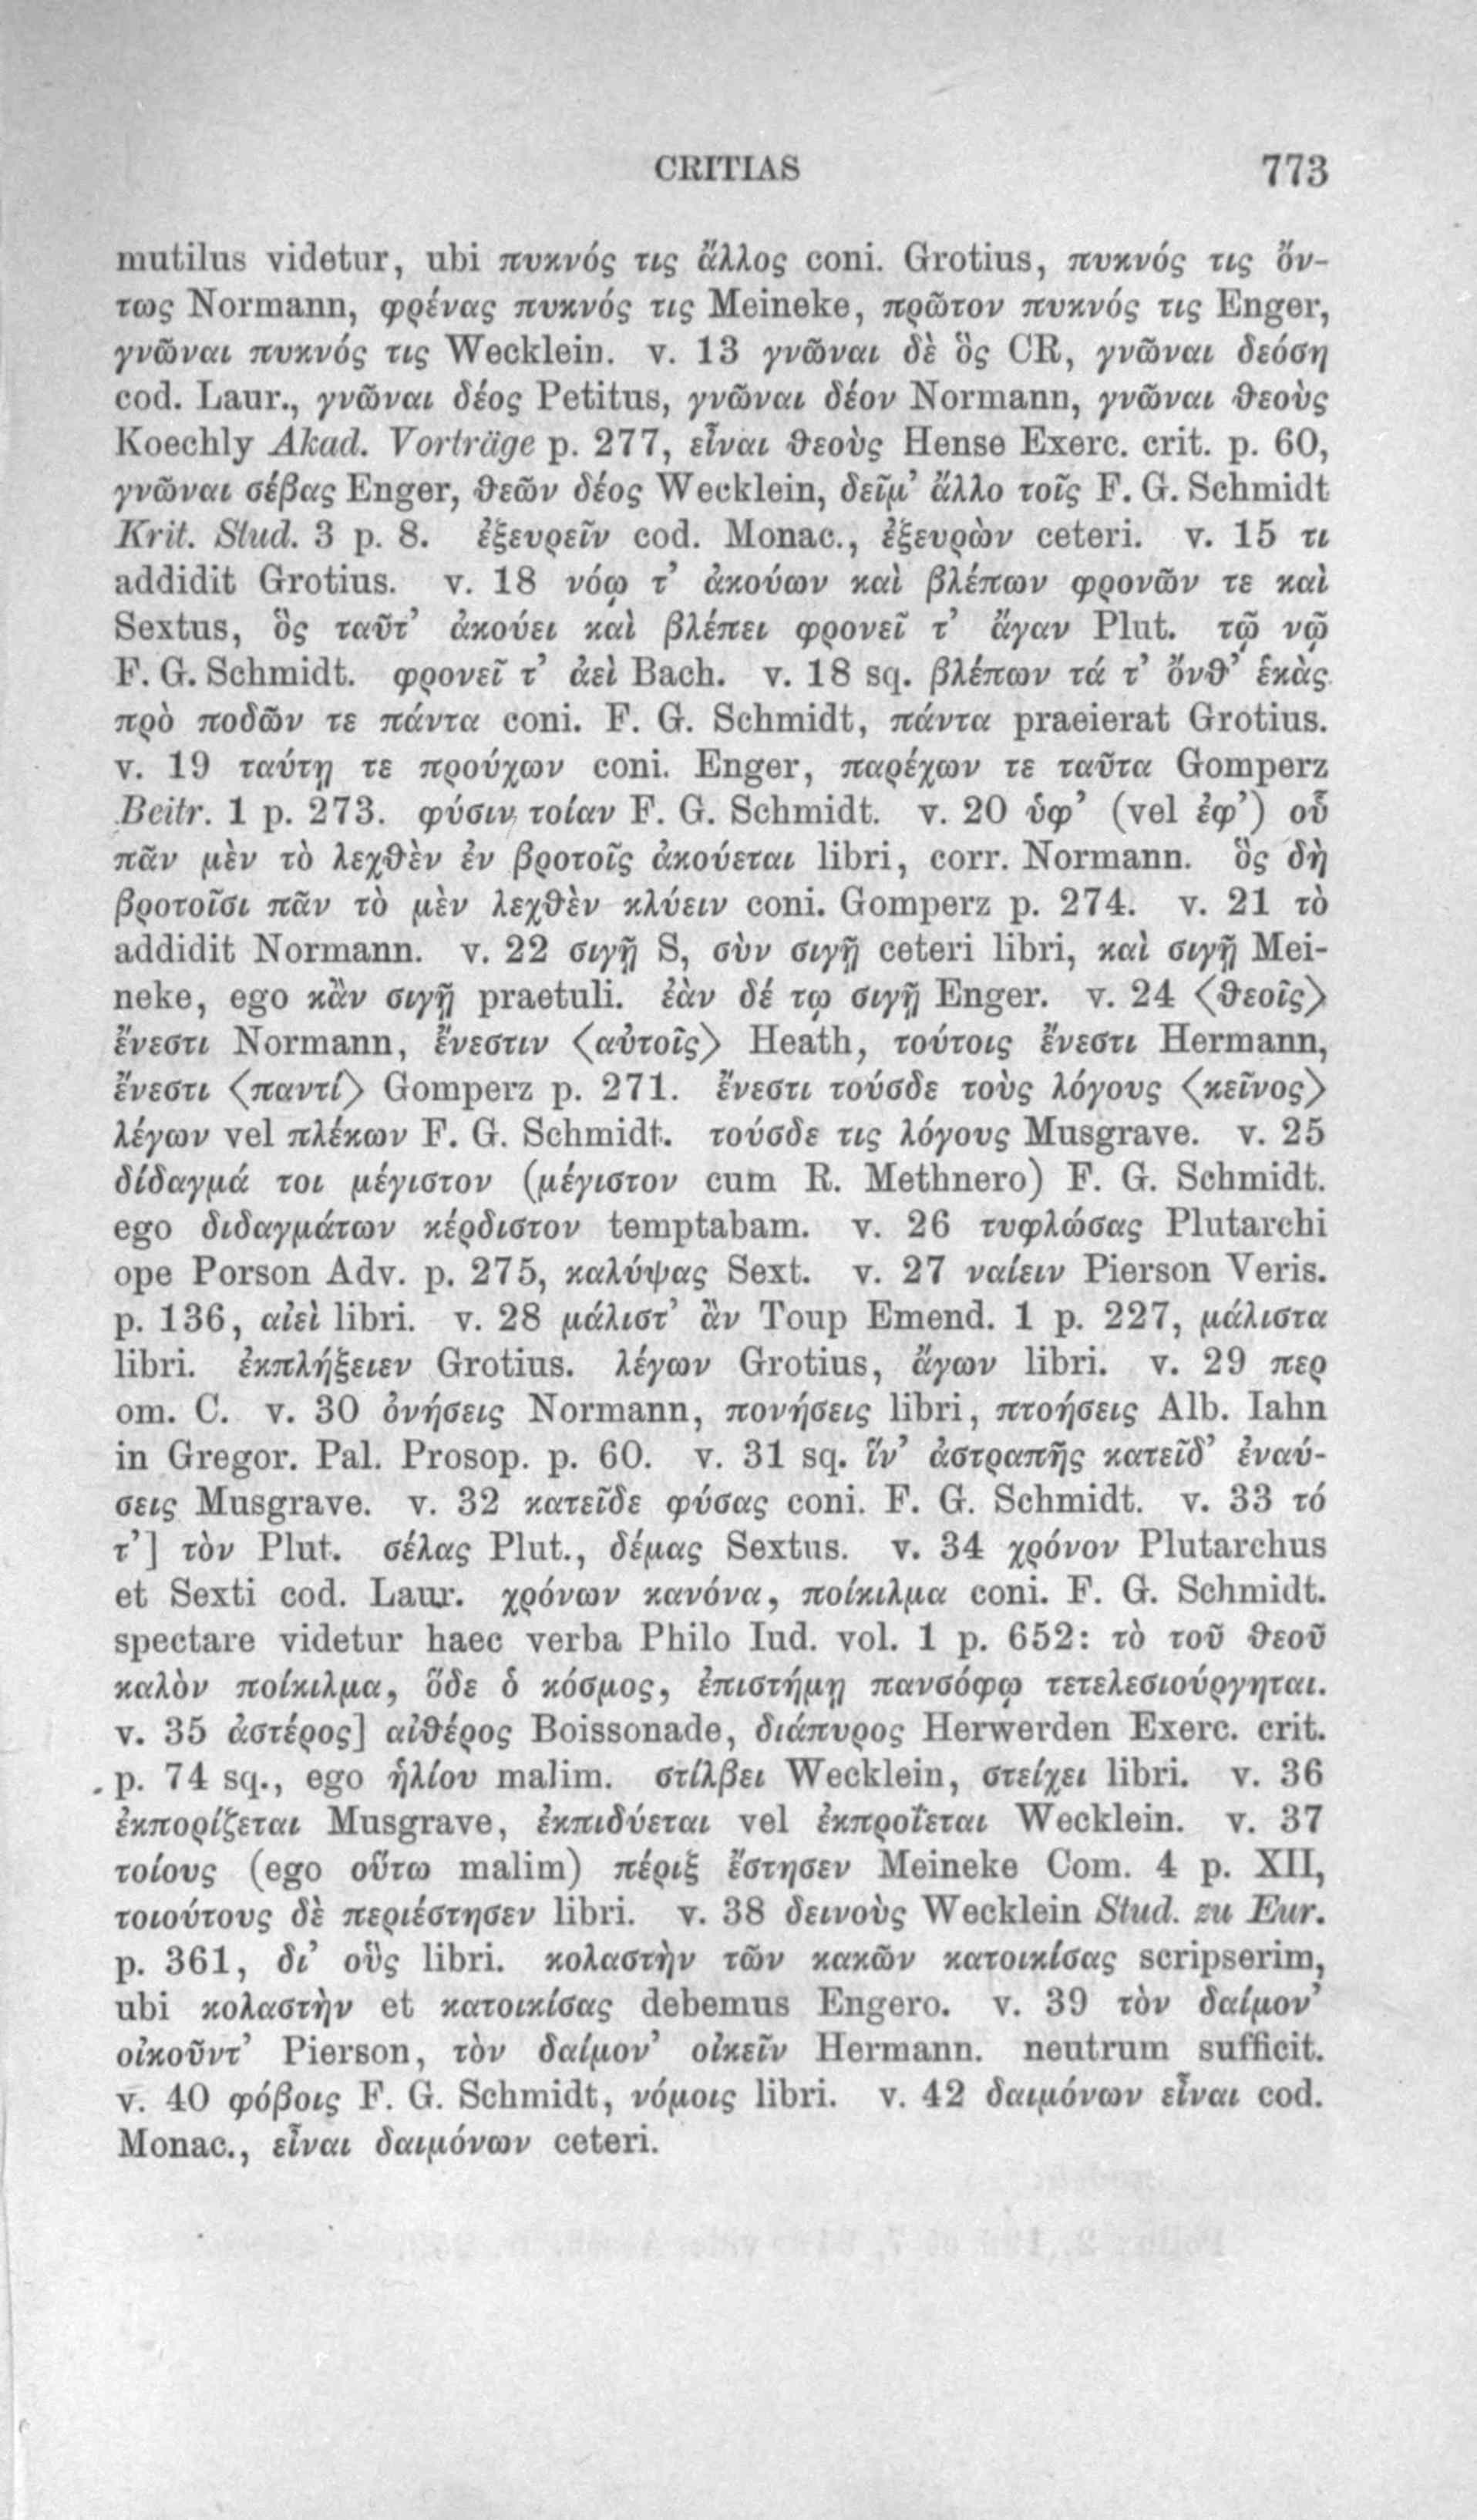 CRITIAS 773
mutilus videtur, ubi πυκνός τις ἄλλος coni. Grotius, πυκνός τις ὄν-
τως Normann, φρένας πυκνός τις Meineke, πρῶτον πυκνός τις Enger,
γνῶναι πυκνός τις Wecklein. v. 13 γνῶναι δὲ ὃς CR, γνῶναι δεόση
cod. Laur., γνῶναι δέος Petitus, γνῶναι δέον Normann, γνῶναι θεοὺς
Koechly Akad. Vorträge p. 277, εἶναι θεοὺς Hense Exerc. crit. p. 60,
γνῶναι σέβας Enger, θεῶν δέος Wecklein, δεῖμ’ ἄλλο τοῖς F. G. Schmidt
Krit. Stud. 3 p. 8. ἐξευρεῖν cod. Monac., ἐξευρὼν ceteri. v. 15 τι
addidit Grotius. v. 18 νόῳ τ’ ἀκούων καὶ βλέπων φρονῶν τε καὶ
Sextus, ὃς ταῦτ’ ἀκούει καὶ βλέπει φρονεῖ τ’ ἄγαν Plut. τῷ νῷ
F. G. Schmidt. φρονεῖ τ’ ἀεὶ Bach. v. 18 sq. βλέπων τά τ’ ὄνθ’ ἑκὰς
πρὸ ποδῶν τε πάντα coni. F. G. Schmidt, πάντα praeierat Grotius.
v. 19 ταύτῃ τε προύχων coni. Enger, παρέχων τε ταῦτα Gomperz
Beitr. 1 p. 273. φύσιν τοίαν F. G. Schmidt. v. 20 ὑφ’ (vel ἐφ’) οὗ
πᾶν μὲν τὸ λεχθὲν ἐν βροτοῖς ἀκούεται libri, corr. Normann. ὃς δὴ
βροτοῖσι πᾶν τὸ μὲν λεχθὲν κλύειν coni. Gomperz p. 274. v. 21 τὸ
addidit Normann. v. 22 σιγῇ S, σὺν σιγῇ ceteri libri, καὶ σιγῇ Mei-
neke, ego κἂν σιγῇ praetuli. ἐὰν δέ τῳ σιγῇ Enger. v. 24 ⟨θεοῖς⟩
ἔνεστι Normann, ἔνεστιν ⟨αὐτοῖς⟩ Heath, τούτοις ἔνεστι Hermann,
ἔνεστι ⟨παντί⟩ Gomperz p. 271. ἔνεστι τούσδε τοὺς λόγους ⟨κεῖνος⟩
λέγων vel πλέκων F. G. Schmidt. τούσδε τις λόγους Musgrave. v. 25
δίδαγμά τοι μέγιστον (μέγιστον cum R. Methnero) F. G. Schmidt.
ego διδαγμάτων κέρδιστον temptabam. v. 26 τυφλώσας Plutarchi
ope Porson Adv. p. 275, καλύψας Sext. v. 27 ναίειν Pierson Veris.
p. 136, αἰεὶ libri. v. 28 μάλιστ’ ἂν Toup Emend. 1 p. 227, μάλιστα
libri. ἐκπλήξειεν Grotius. λέγων Grotius, ἄγων libri. v. 29 περ
om. C. v. 30 ὀνήσεις Normann, πονήσεις libri, πτοήσεις Alb. Iahn
in Gregor. Pal. Prosop. p. 60. v. 31 sq. ἵν’ ἀστραπῆς κατεῖδ’ ἐναύ-
σεις Musgrave. v. 32 κατεῖδε φύσας coni. F. G. Schmidt. v. 33 τό
τ’] τὸν Plut. σέλας Plut., δέμας Sextus. v. 34 χρόνον Plutarchus
et Sexti cod. Laur. χρόνων κανόνα, ποίκιλμα coni. F. G. Schmidt.
spectare videtur haec verba Philo Iud. vol. 1 p. 652: τὸ τοῦ θεοῦ
καλὸν ποίκιλμα, ὅδε ὁ κόσμος, ἐπιστήμῃ πανσόφῳ τετελεσιούργηται.
v. 35 ἀστέρος] αἰθέρος Boissonade, διάπυρος Herwerden Exerc. crit.
p. 74 sq., ego ἡλίου malim. στίλβει Wecklein, στείχει libri. v. 36
ἐκπορίζεται Musgrave, ἐκπιδύεται vel ἐκπροΐεται Wecklein. v. 37
τοίους (ego οὕτω malim) πέριξ ἔστησεν Meineke Com. 4 p. XII,
τοιούτους δὲ περιέστησεν libri. v. 38 δεινοὺς Wecklein Stud. zu Eur.
p. 361, δι’ οὓς libri. κολαστὴν τῶν κακῶν κατοικίσας scripserim,
ubi κολαστὴν et κατοικίσας debemus Engero. v. 39 τὸν δαίμον’
οἰκοῦντ’ Pierson, τὸν δαίμον’ οἰκεῖν Hermann. neutrum sufficit.
v. 40 φόβοις F. G. Schmidt, νόμοις libri. v. 42 δαιμόνων εἶναι cod.
Monac., εἶναι δαιμόνων ceteri.